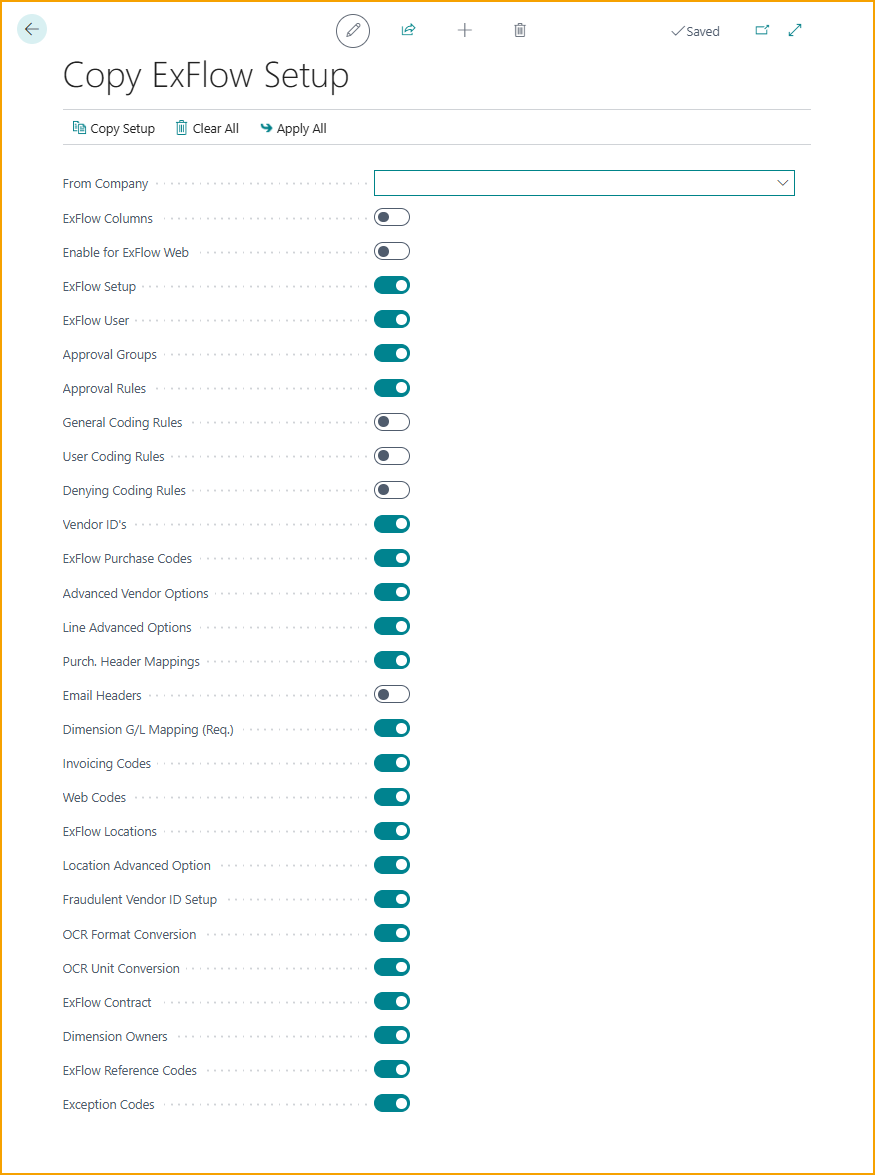 Saved
Copy ExFlow Setup
Copy Setup Clear All Apply All
From Company
ExFlow Columns
Enable for ExFlow Web
ExFlow Setup
ExFlow User
Approval Groups
Approval Rules
General Coding Rules
User Coding Rules
Denying Coding Rules
Vendor ID's
ExFlow Purchase Codes
Advanced Vendor Options
Line Advanced Options
Purch. Header Mappings
Email Headers
Dimension G/L Mapping (Req.)
Invoicing Codes
Web Codes
ExFlow Locations
Location Advanced Option
Fraudulent Vendor ID Setup
OCR Format Conversion
OCR Unit Conversion
ExFlow Contract
Dimension Owners
ExFlow Reference Codes
Exception Codes